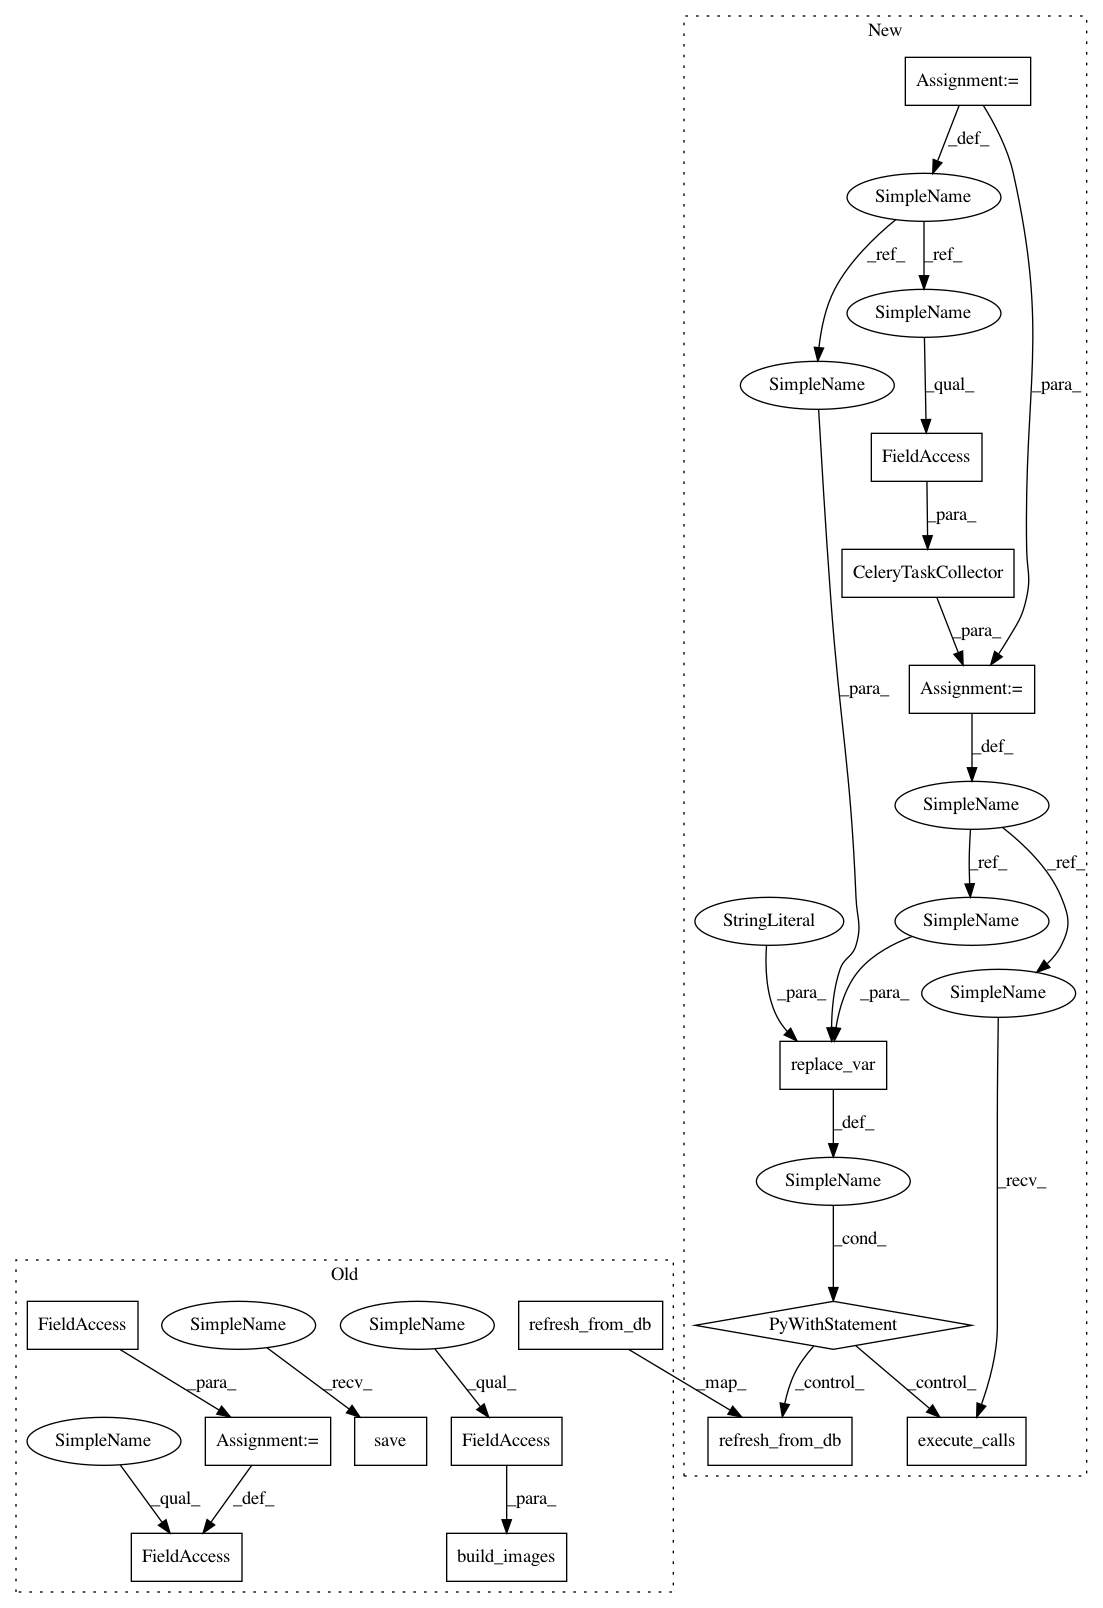 New
Assignment:=
_def_
SimpleName
_ref_
_ref_
SimpleName
SimpleName
_qual_
_para_
FieldAccess
_para_
CeleryTaskCollector
_para_
Assignment:=
_para_
_def_
SimpleName
_ref_
_ref_
StringLiteral
SimpleName
SimpleName
_para_
_para_
replace_var
_def_
SimpleName
_recv_
_cond_
PyWithStatement
_control_
_control_
refresh_from_db
execute_calls
Old
FieldAccess
SimpleName
SimpleName
refresh_from_db
_para_
_recv_
_qual_
_map_
SimpleName
Assignment:=
save
FieldAccess
_qual_
_def_
_para_
FieldAccess
build_images